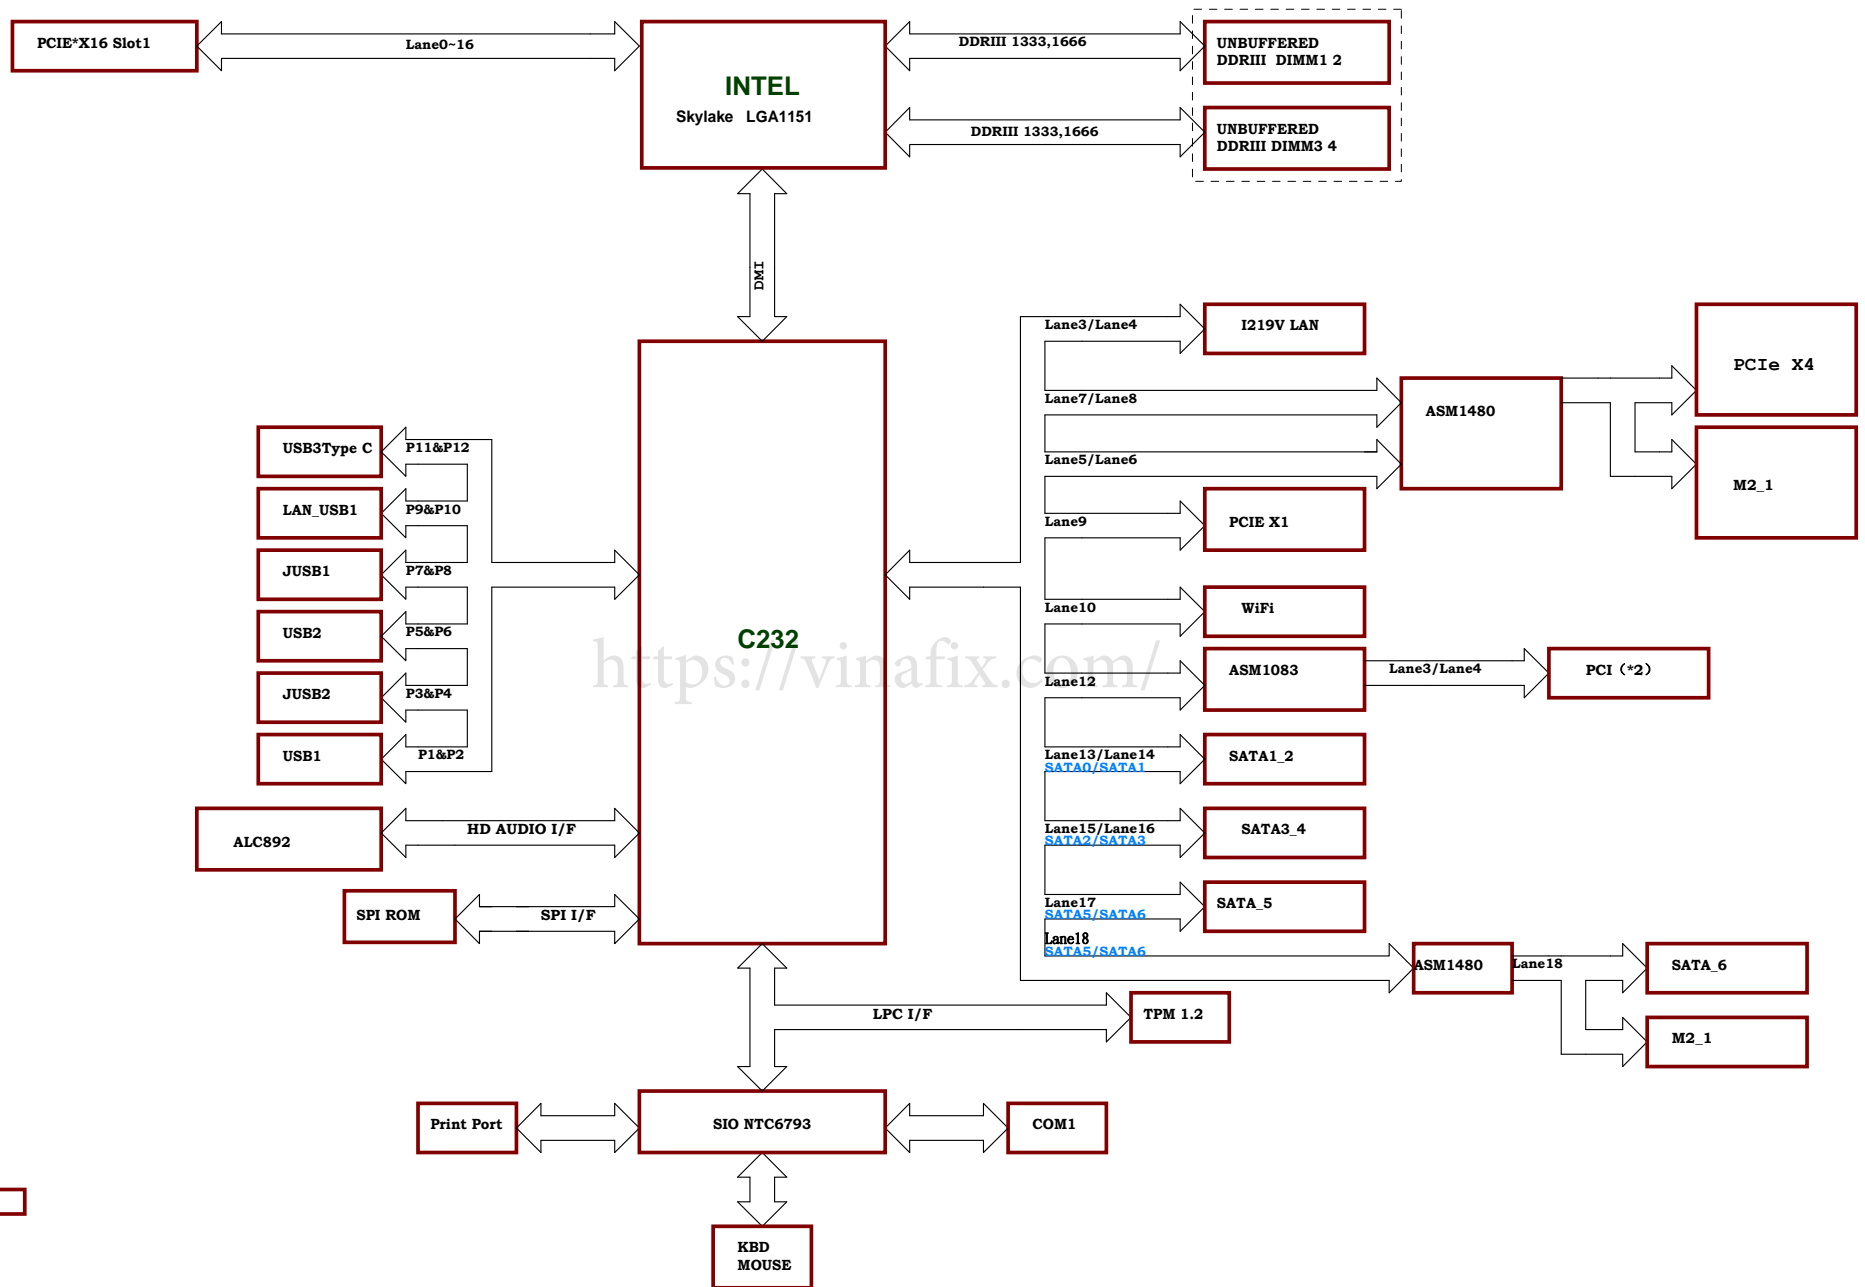 PCIE*X16 Slot1
Lane0~16
INTEL
Skylake LGA1151
DDRIII 1333,1666
UNBUFFERED
DDRIII DIMM1 2
DDRIII 1333,1666
UNBUFFERED
DDRIII DIMM3 4
DMI
C232
USB3Type C
P11&P12
LAN_USB1
P9&P10
JUSB1
P7&P8
USB2
P5&P6
JUSB2
P3&P4
USB1
P1&P2
ALC892
HD AUDIO I/F
SPI ROM
SPI I/F
Lane3/Lane4
I219V LAN
Lane7/Lane8
Lane5/Lane6
ASM1480
PCIe X4
M2_1
Lane9
PCIE X1
Lane10
WiFi
Lane12
ASM1083
Lane3/Lane4
PCI (*2)
Lane13/Lane14
SATA0/SATA1
SATA1_2
Lane15/Lane16
SATA2/SATA3
SATA3_4
Lane17
SATA5/SATA6
SATA_5
Lane18
SATA5/SATA6
ASM1480
Lane18
SATA_6
M2_1
LPC I/F
TPM 1.2
Print Port
SIO NTC6793
COM1
KBD
MOUSE
https://vinafix.com/